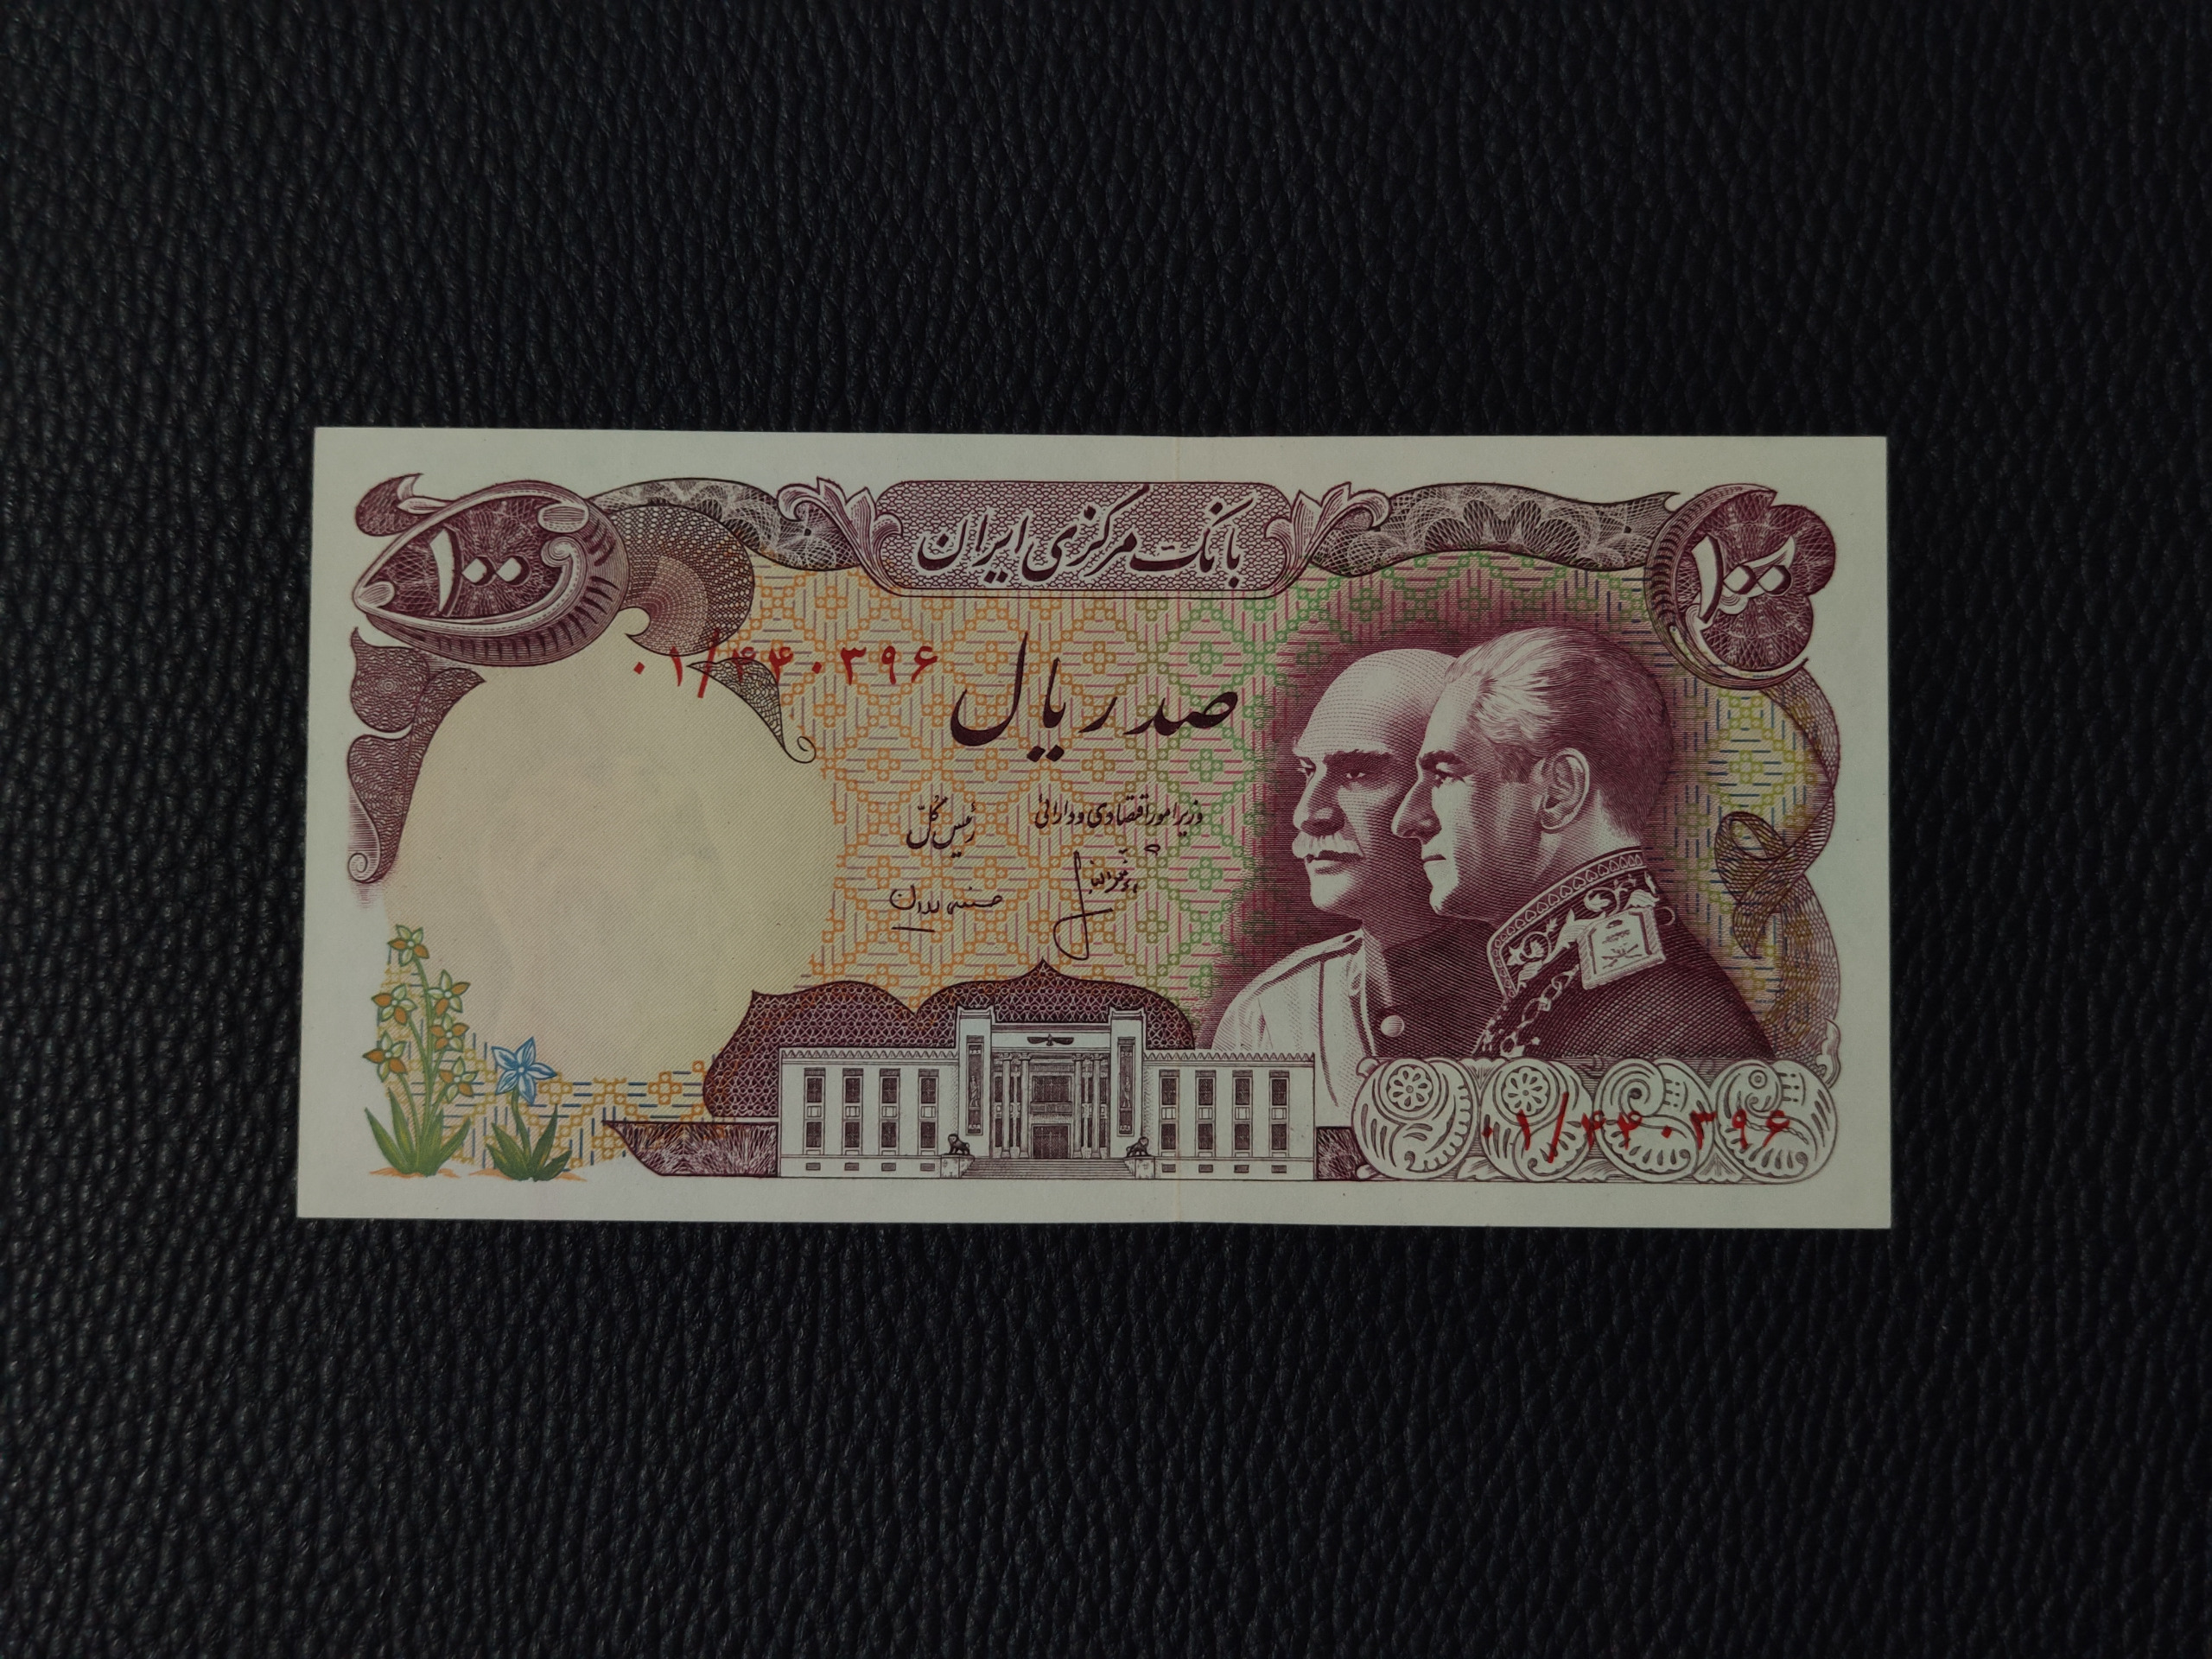 بانک مرکزی ایران
۱۰۰
۱۰۰
۰۱/۴۴۰۳۹۶
صد ریال
وزیر امور اقتصادی و دارائی
رئیس کل
۰۱/۴۴۰۳۹۶